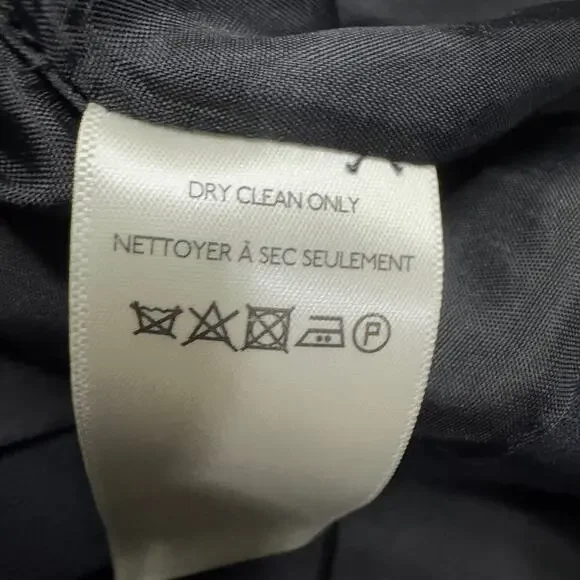 DRY CLEAN ONLY
NETTOYER À SEC SEULEMENT
P